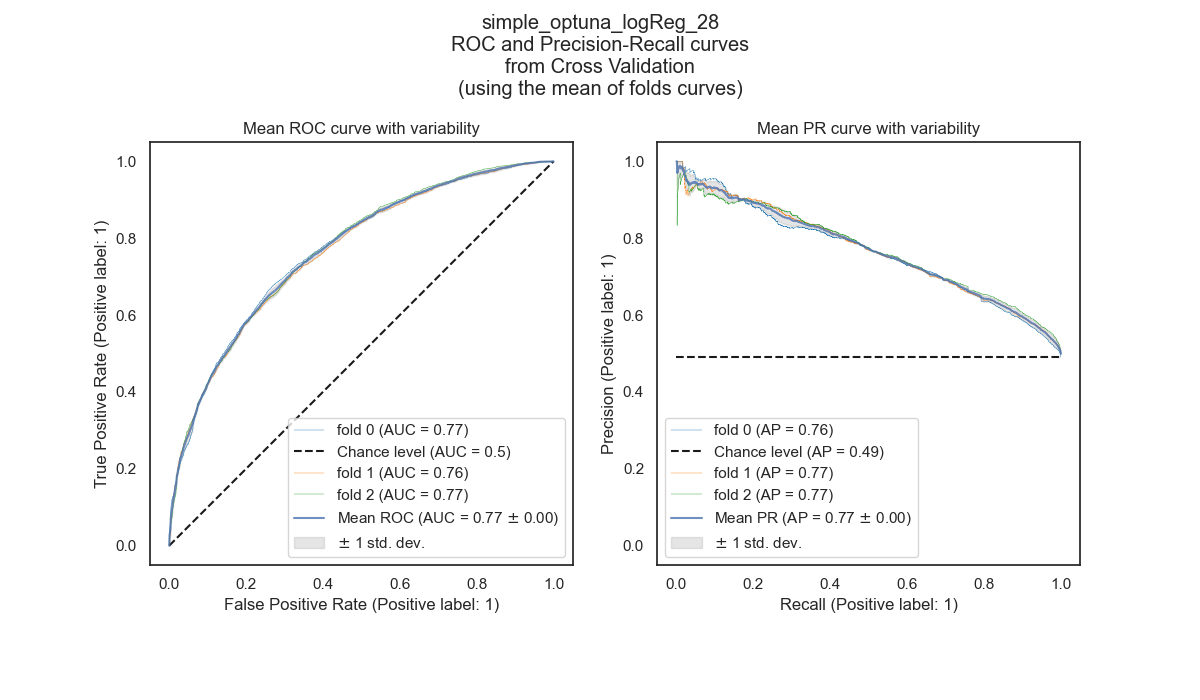 simple_optuna_logReg_28
ROC and Precision-Recall curves
from Cross Validation
(using the mean of folds curves)
Mean ROC curve with variability
True Positive Rate (Positive label: 1)
1.0
0.8
0.6
0.4
0.2
0.0
fold 0 (AUC = 0.77)
Chance level (AUC = 0.5)
fold 1 (AUC = 0.76)
fold 2 (AUC = 0.77)
Mean ROC (AUC = 0.77 ± 0.00)
± 1 std. dev.
0.0 0.2 0.4 0.6 0.8 1.0
False Positive Rate (Positive label: 1)
Mean PR curve with variability
Precision (Positive label: 1)
1.0
0.8
0.6
0.4
0.2
0.0
fold 0 (AP = 0.76)
Chance level (AP = 0.49)
fold 1 (AP = 0.77)
fold 2 (AP = 0.77)
Mean PR (AP = 0.77 ± 0.00)
± 1 std. dev.
0.0 0.2 0.4 0.6 0.8 1.0
Recall (Positive label: 1)